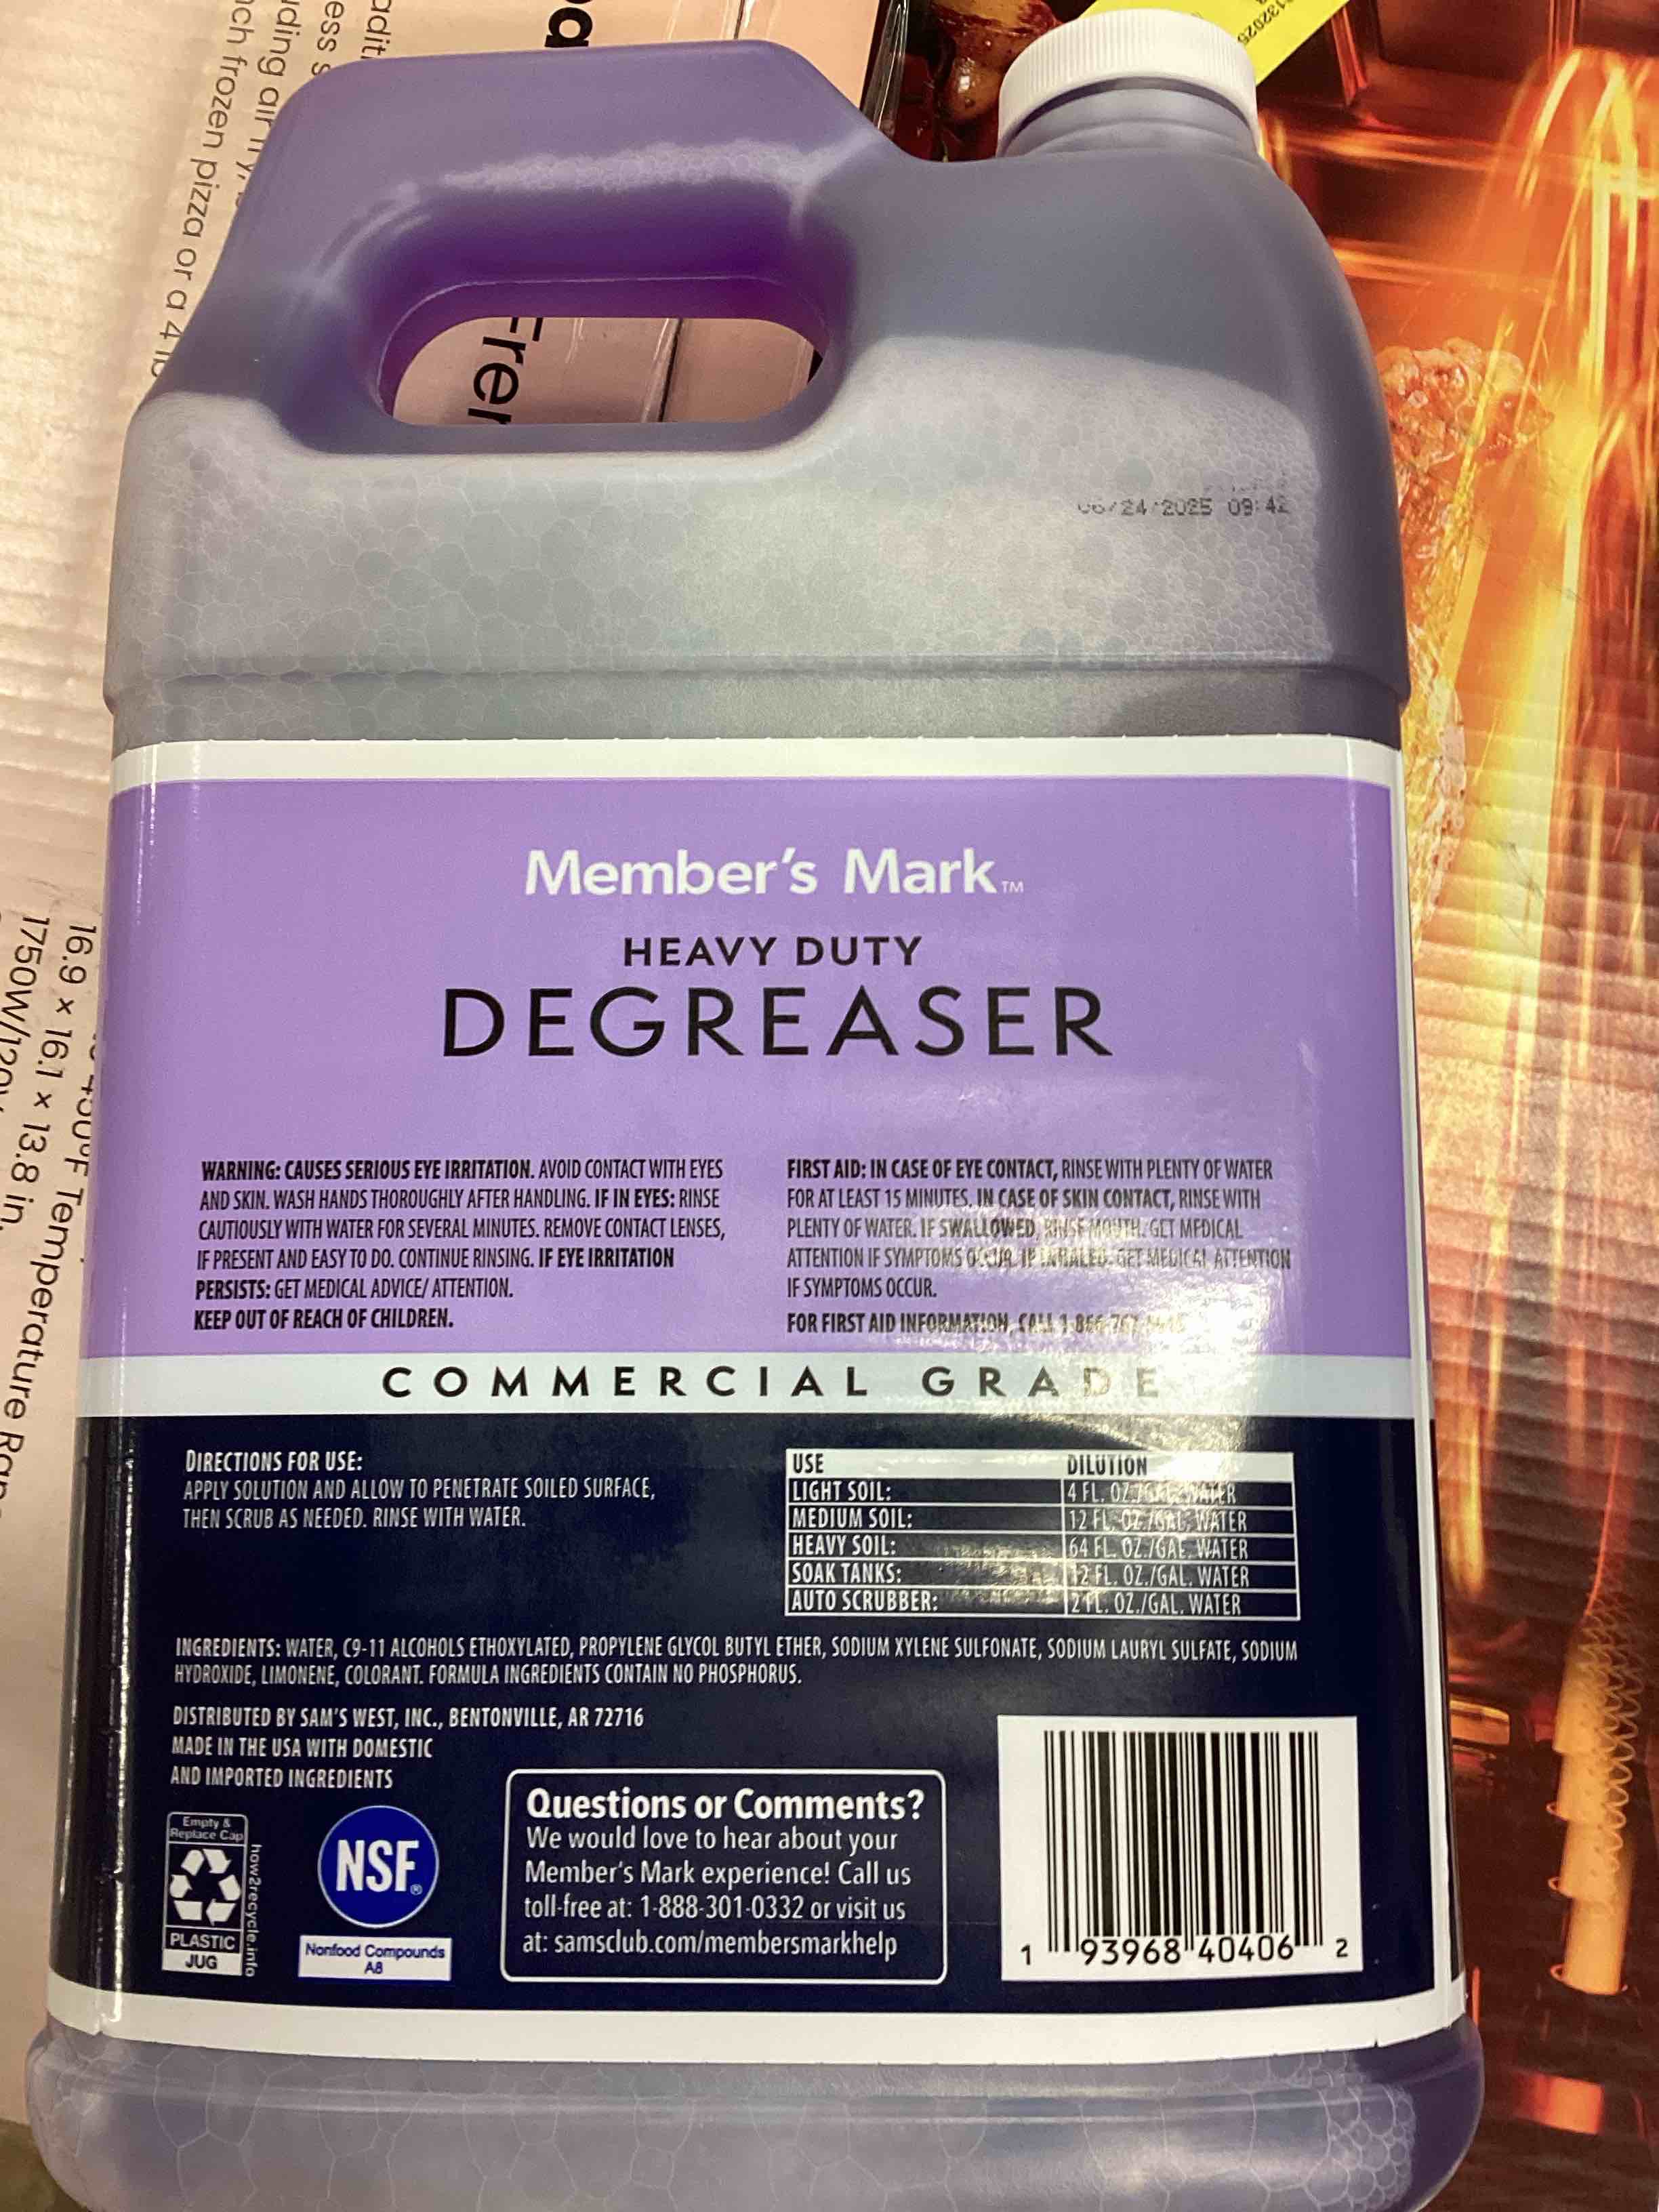 nch frozen pizza or a 4 lb
Frer
06/24/2025 09:42
16.9 x 16.1 x 13.8 in.
Temperature
Member's Mark™
HEAVY DUTY
DEGREASER
WARNING: CAUSES SERIOUS EYE IRRITATION. AVOID CONTACT WITH EYES
AND SKIN. WASH HANDS THOROUGHLY AFTER HANDLING. IF IN EYES: RINSE
CAUTIOUSLY WITH WATER FOR SEVERAL MINUTES. REMOVE CONTACT LENSES,
IF PRESENT AND EASY TO DO. CONTINUE RINSING. IF EYE IRRITATION
PERSISTS: GET MEDICAL ADVICE/ ATTENTION.
KEEP OUT OF REACH OF CHILDREN.
FIRST AID: IN CASE OF EYE CONTACT, RINSE WITH PLENTY OF WATER
FOR AT LEAST 15 MINUTES. IN CASE OF SKIN CONTACT, RINSE WITH
PLENTY OF WATER. IF SWALLOWED, RINSE MOUTH. GET MEDICAL
ATTENTION IF SYMPTOMS OCCUR. IF INHALED: GET MEDICAL ATTENTION
IF SYMPTOMS OCCUR.
FOR FIRST AID INFORMATION, CALL
COMMERCIAL GRADE
DIRECTIONS FOR USE:
APPLY SOLUTION AND ALLOW TO PENETRATE SOILED SURFACE,
THEN SCRUB AS NEEDED. RINSE WITH WATER.
USE DILUTION
LIGHT SOIL: 4 FL. OZ./GAL. WATER
MEDIUM SOIL: 12 FL. OZ./GAL. WATER
HEAVY SOIL: 64 FL. OZ./GAL. WATER
SOAK TANKS: 12 FL. OZ./GAL. WATER
AUTO SCRUBBER: 2 FL. OZ./GAL. WATER
INGREDIENTS: WATER, C9-11 ALCOHOLS ETHOXYLATED, PROPYLENE GLYCOL BUTYL ETHER, SODIUM XYLENE SULFONATE, SODIUM LAURYL SULFATE, SODIUM
HYDROXIDE, LIMONENE, COLORANT. FORMULA INGREDIENTS CONTAIN NO PHOSPHORUS.
DISTRIBUTED BY SAM'S WEST, INC., BENTONVILLE, AR 72716
MADE IN THE USA WITH DOMESTIC
AND IMPORTED INGREDIENTS
Empty &
Replace Cap
PLASTIC
JUG
how2recycle.info
NSF®
Nonfood Compounds
A8
Questions or Comments?
We would love to hear about your
Member's Mark experience! Call us
toll-free at: 1-888-301-0332 or visit us
at: samsclub.com/membersmarkhelp
1 93968 40406 2